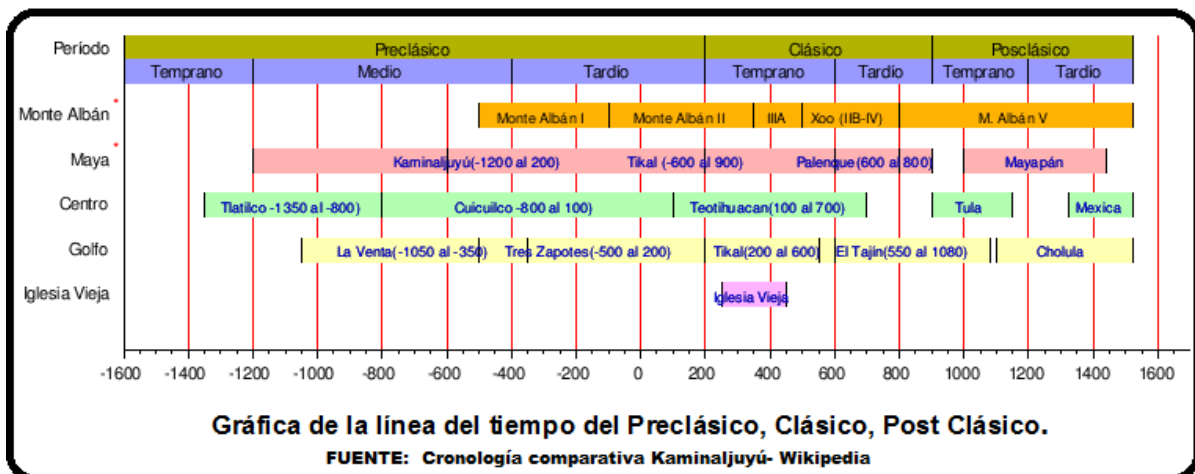 Período Preclásico Clásico Posclásico
Temprano Medio Tardío Temprano Tardío Temprano Tardío
Monte Albán * Monte Albán I Monte Albán II IIIA Xoo (IIB-IV) M. Albán V
Maya * Kaminaljuyú(-1200 al 200) Tikal (-600 al 900) Palenque(600 al 800) Mayapán
Centro Tlatilco -1350 al -800) Cuicuilco -800 al 100) Teotihuacan(100 al 700) Tula Mexica
Golfo La Venta(-1050 al -350) Tres Zapotes(-500 al 200) Tikal(200 al 600) El Tajín(550 al 1080) Cholula
Iglesia Vieja Iglesia Vieja
-1600 -1400 -1200 -1000 -800 -600 -400 -200 0 200 400 600 800 1000 1200 1400 1600
Gráfica de la línea del tiempo del Preclásico, Clásico, Post Clásico.
FUENTE: Cronología comparativa Kaminaljuyú- Wikipedia